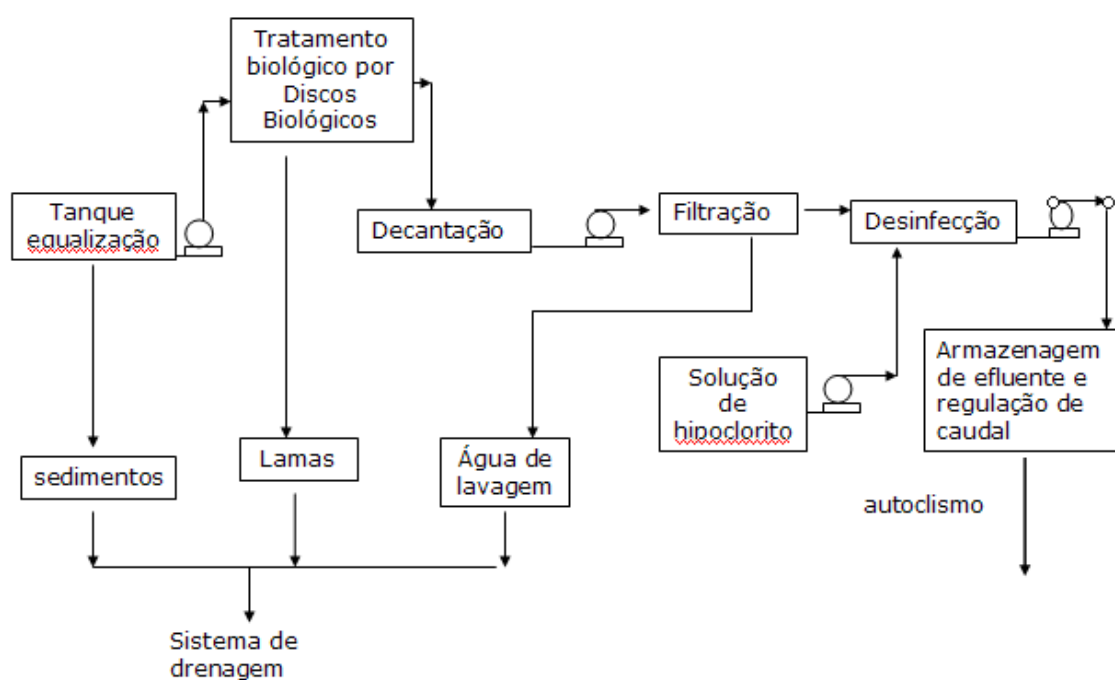 Tratamento
biológico por
Discos
Biológicos
Tanque
equalização
Decantação
Filtração
Desinfecção
Solução
de
hipoclorito
Armazenagem
de efluente e
regulação de
caudal
sedimentos
Lamas
Água de
lavagem
autoclismo
Sistema de
drenagem